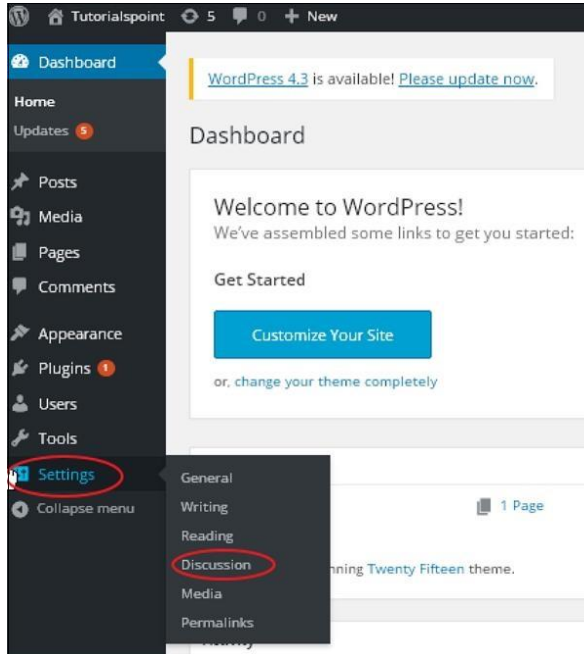 Tutorialspoint 5 0 + New
Dashboard
Home
Updates 5
Posts
Media
Pages
Comments
Appearance
Plugins 1
Users
Tools
Settings
Collapse menu
General
Writing
Reading
Discussion
Media
Permalinks
WordPress 4.3 is available! Please update now.
Dashboard
Welcome to WordPress!
We've assembled some links to get you started:
Get Started
Customize Your Site
or, change your theme completely
1 Page
Twenty Fifteen theme.